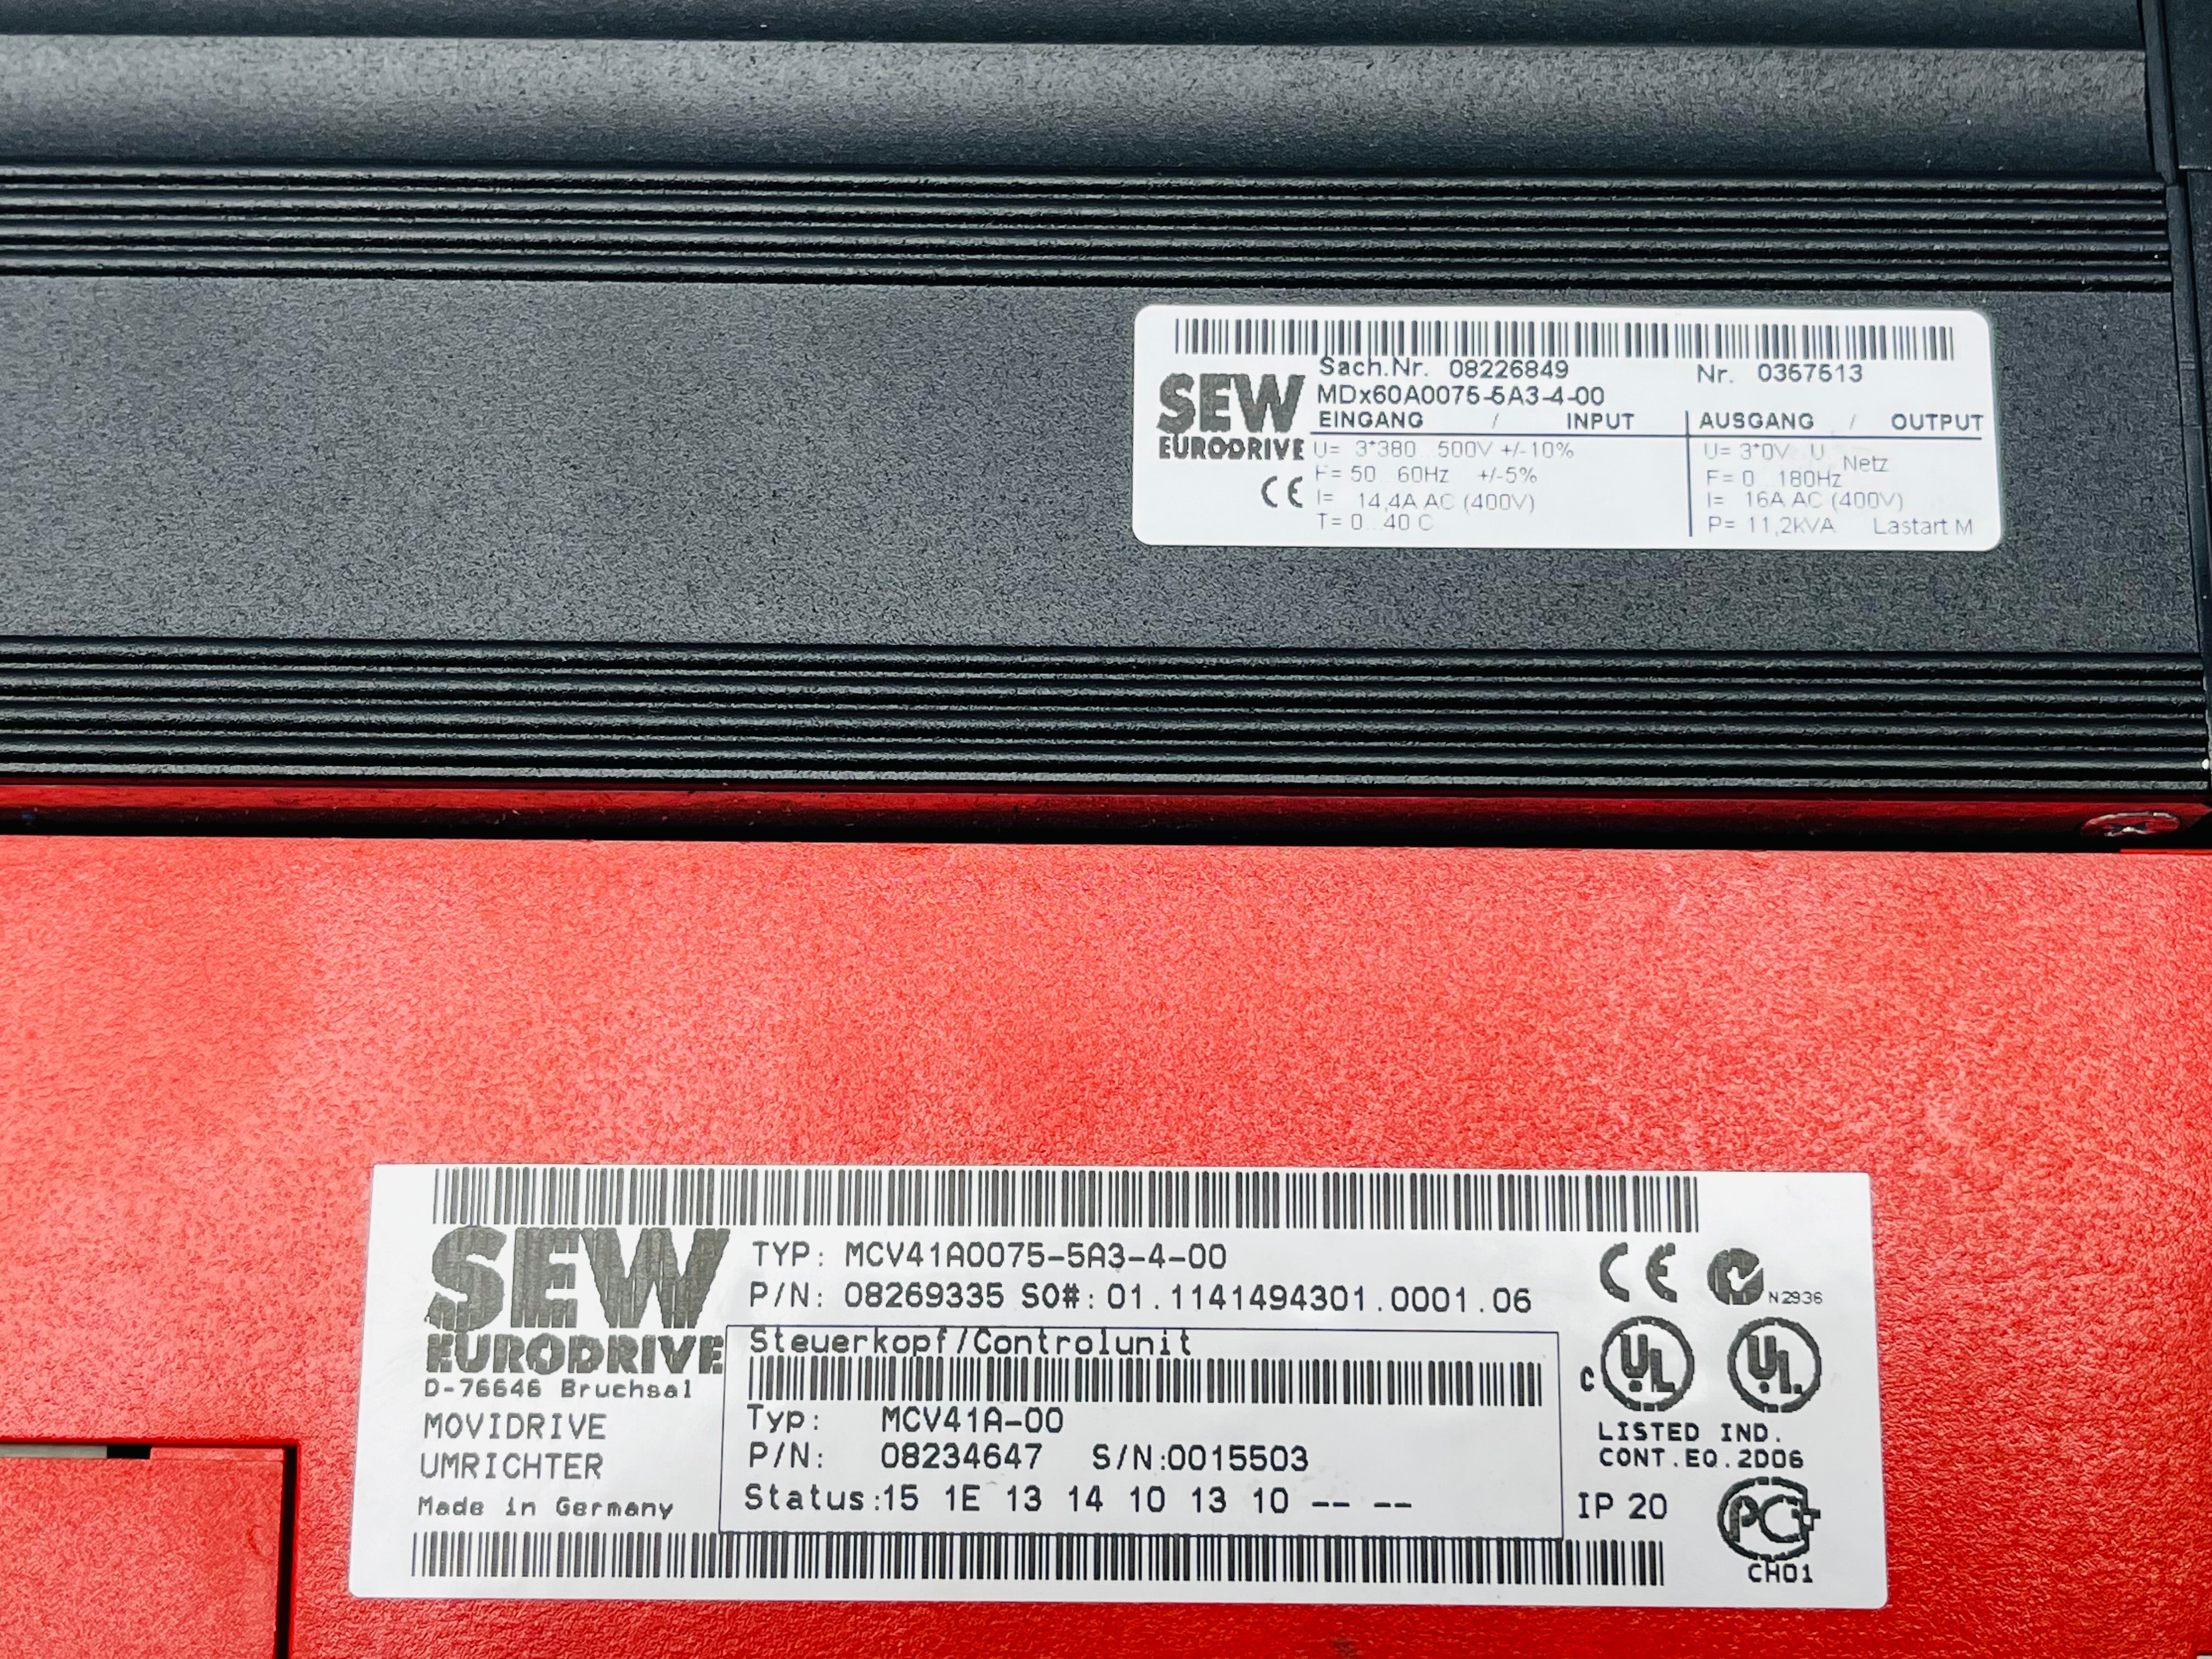 Sach.Nr. 08226849 Nr. 0367513
SEW
EURODRIVE
MDx60A0075-5A3-4-00
EINGANG / INPUT AUSGANG / OUTPUT
U= 3*380 500V +/-10% U= 3*0V U Netz
F= 50 60Hz +/-5% F= 0 180Hz
CE I= 14,4A AC (400V) I= 16A AC (400V)
T= 0...40 C P= 11,2kVA Lastart M
SEW
EURODRIVE
D-76646 Bruchsal
MOVIDRIVE
UMRICHTER
Made in Germany
TYP: MCV41A0075-5A3-4-00
P/N: 08269335 SO#: 01.1141494301.0001.06
Steuerkopf/Controlunit
Typ: MCV41A-00
P/N: 08234647 S/N:0015503
Status:15 1E 13 14 10 13 10 -- --
CE N2936
c UL UL
LISTED IND.
CONT.EQ.2D06
IP 20
CH01